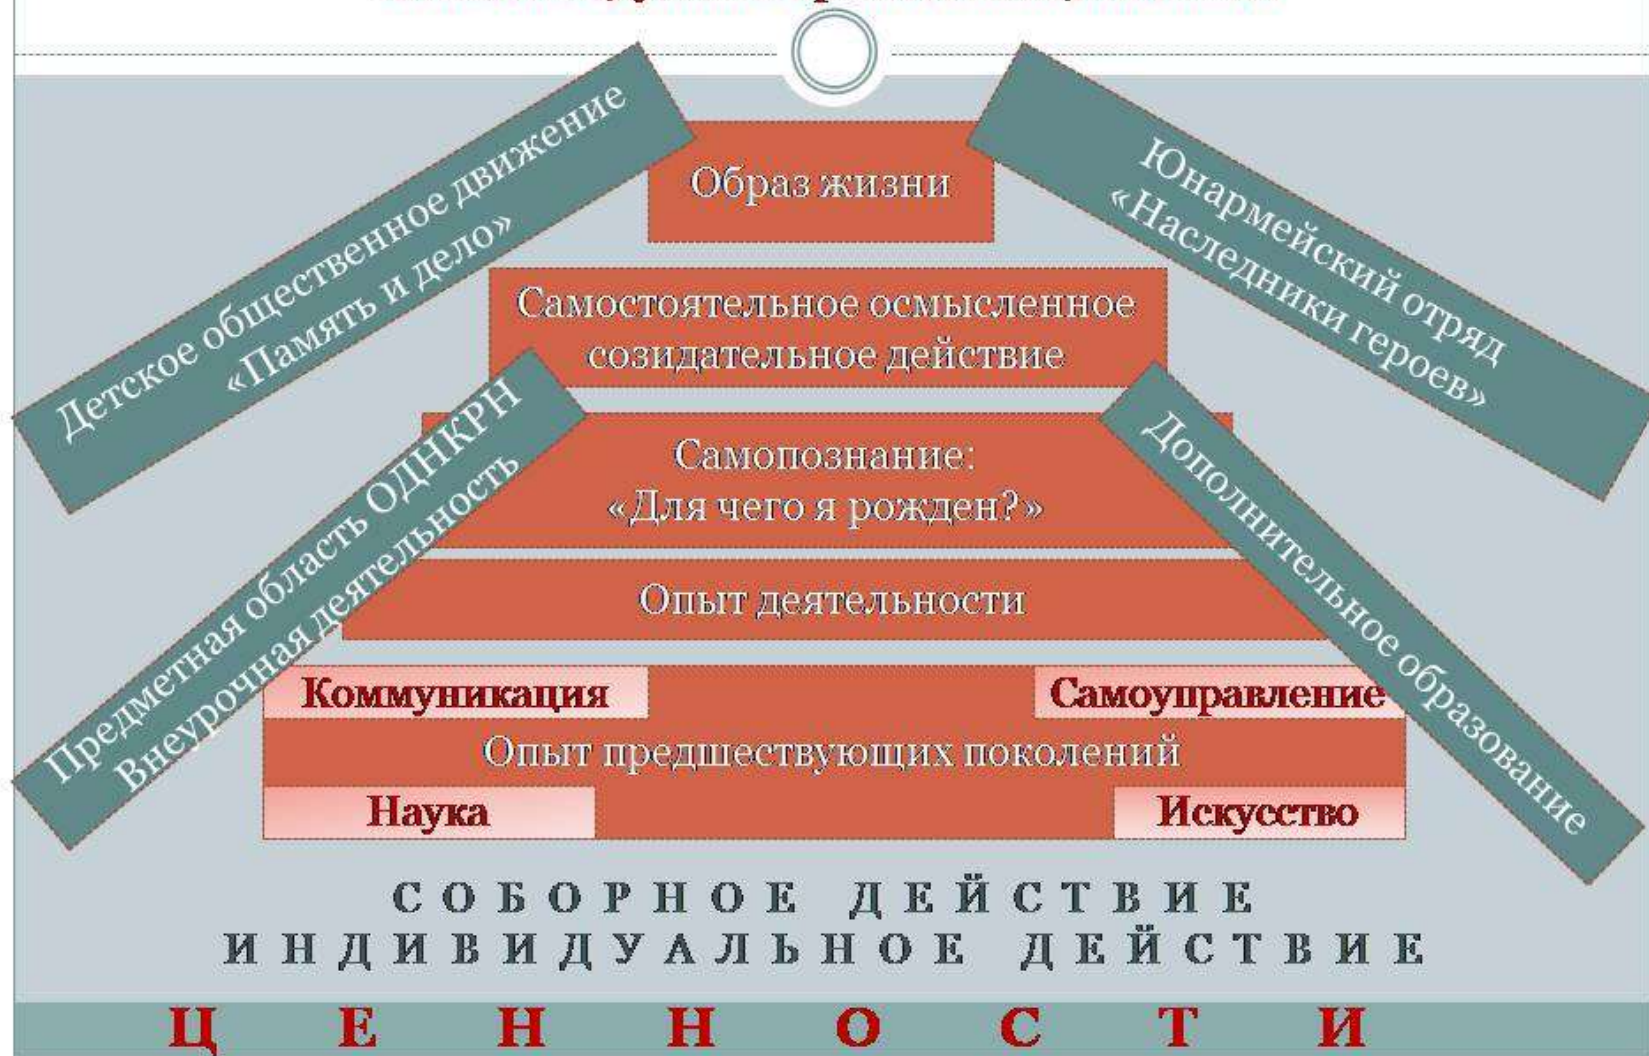 Детское общественное движение
«Память и дело»
Юнармейский отряд
«Наследники героев»
Образ жизни
Самостоятельное осмысленное
созидательное действие
Предметная область ОДНКРН
Внеурочная деятельность
Дополнительное образование
Самопознание:
«Для чего я рожден?»
Опыт деятельности
Коммуникация
Самоуправление
Опыт предшествующих поколений
Наука
Искусство
СОБОРНОЕ ДЕЙСТВИЕ
ИНДИВИДУАЛЬНОЕ ДЕЙСТВИЕ
ЦЕННОСТИ